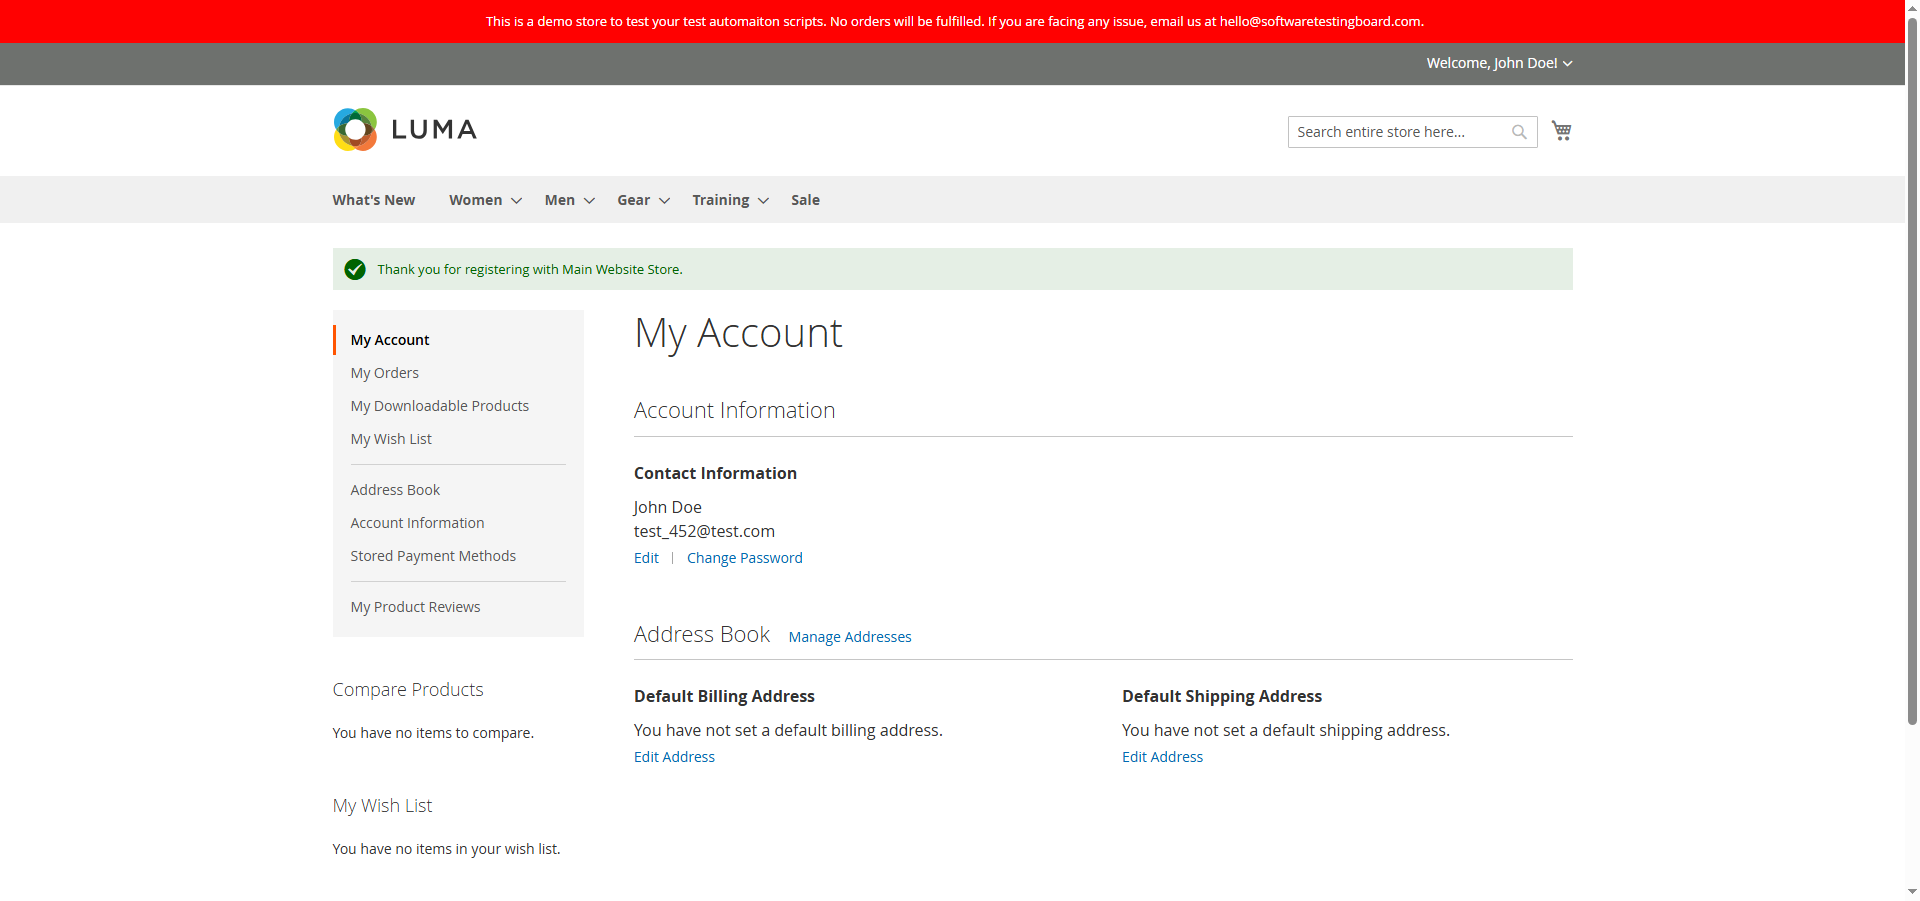 This is a demo store to test your test automaiton scripts. No orders will be fulfilled. If you are facing any issue, email us at hello@softwaretestingboard.com.
Welcome, John Doe!
LUMA
Search entire store here...
What's New Women Men Gear Training Sale
Thank you for registering with Main Website Store.
My Account
My Orders
My Downloadable Products
My Wish List
Address Book
Account Information
Stored Payment Methods
My Product Reviews
Compare Products
You have no items to compare.
My Wish List
You have no items in your wish list.
My Account
Account Information
Contact Information
John Doe
test_452@test.com
Edit | Change Password
Address Book Manage Addresses
Default Billing Address
You have not set a default billing address.
Edit Address
Default Shipping Address
You have not set a default shipping address.
Edit Address